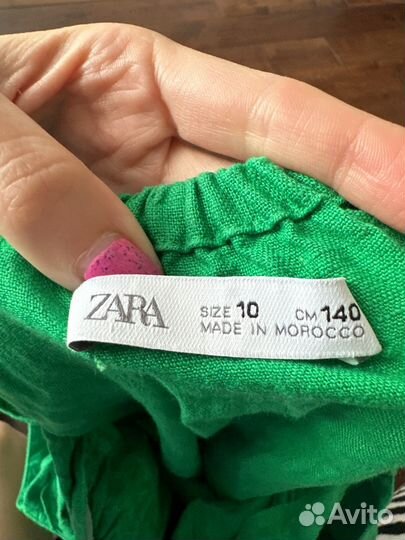 ZARA
SIZE 10 CM 140
MADE IN MOROCCO
Avito